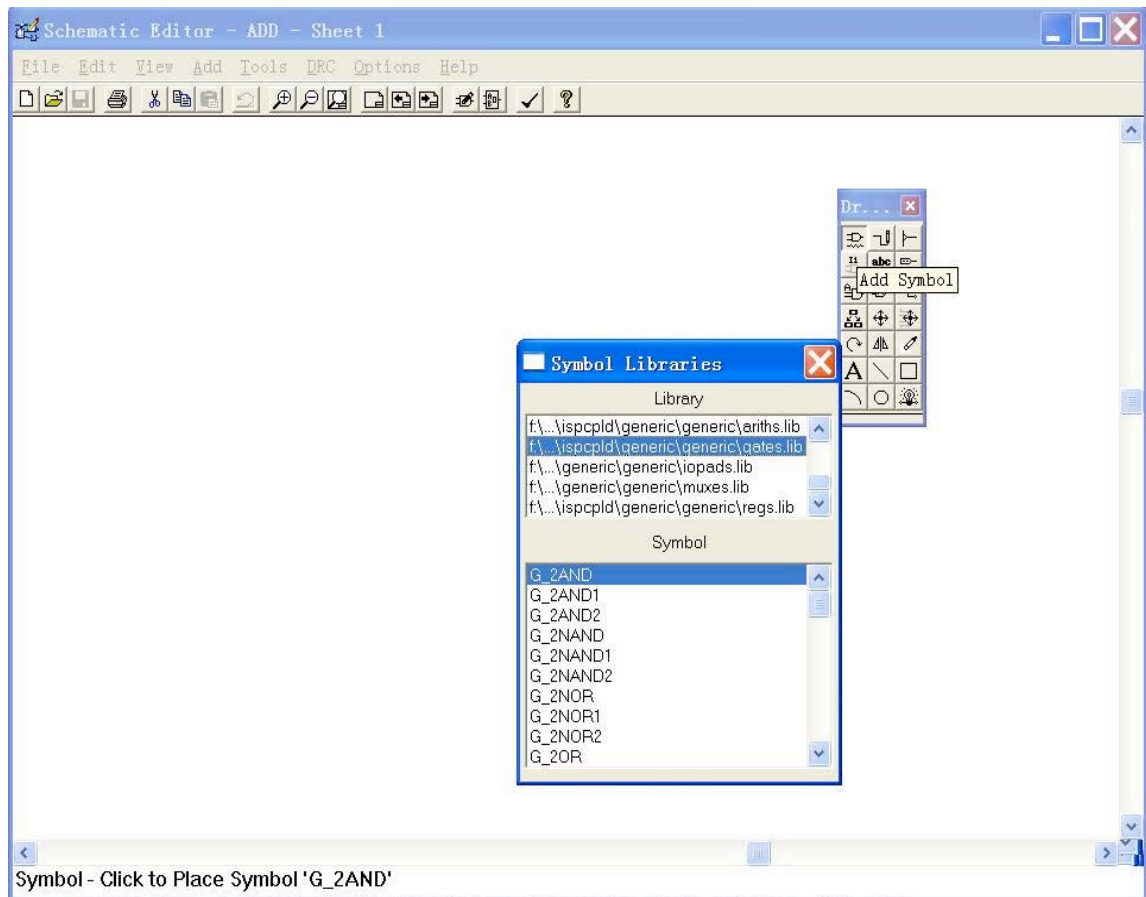 Schematic Editor - ADD - Sheet 1
File Edit View Add Tools DRC Options Help
Dr...
abc
Add Symbol
A
Symbol Libraries
Library
f:\...\ispcpld\generic\generic\ariths.lib
f:\...\ispcpld\generic\generic\gates.lib
f:\...\generic\generic\iopads.lib
f:\...\generic\generic\muxes.lib
f:\...\ispcpld\generic\generic\regs.lib
Symbol
G_2AND
G_2AND1
G_2AND2
G_2NAND
G_2NAND1
G_2NAND2
G_2NOR
G_2NOR1
G_2NOR2
G_2OR
Symbol - Click to Place Symbol 'G_2AND'